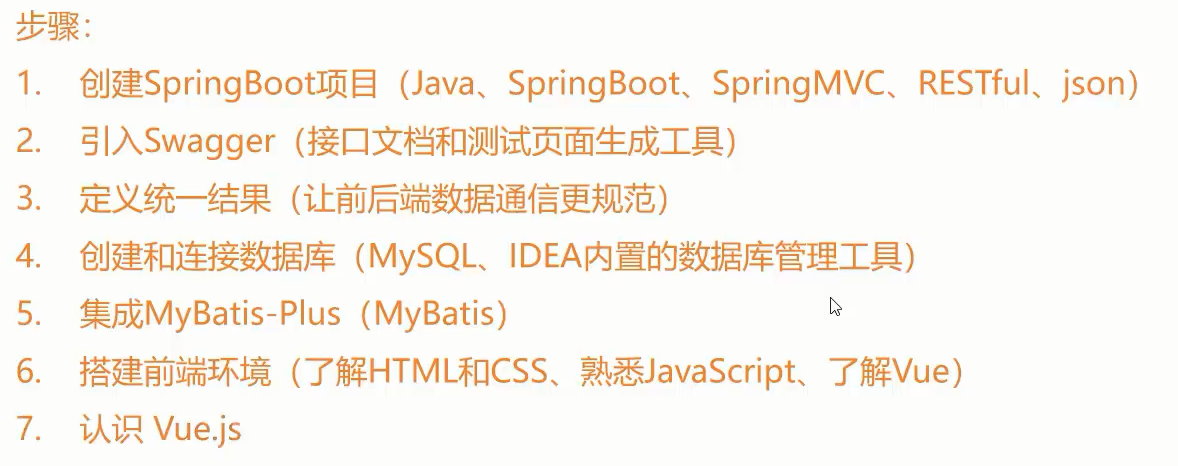 步骤：
1. 创建SpringBoot项目（Java、SpringBoot、SpringMVC、RESTful、json）
2. 引入Swagger（接口文档和测试页面生成工具）
3. 定义统一结果（让前后端数据通信更规范）
4. 创建和连接数据库（MySQL、IDEA内置的数据库管理工具）
5. 集成MyBatis-Plus（MyBatis）
6. 搭建前端环境（了解HTML和CSS、熟悉JavaScript、了解Vue）
7. 认识 Vue.js